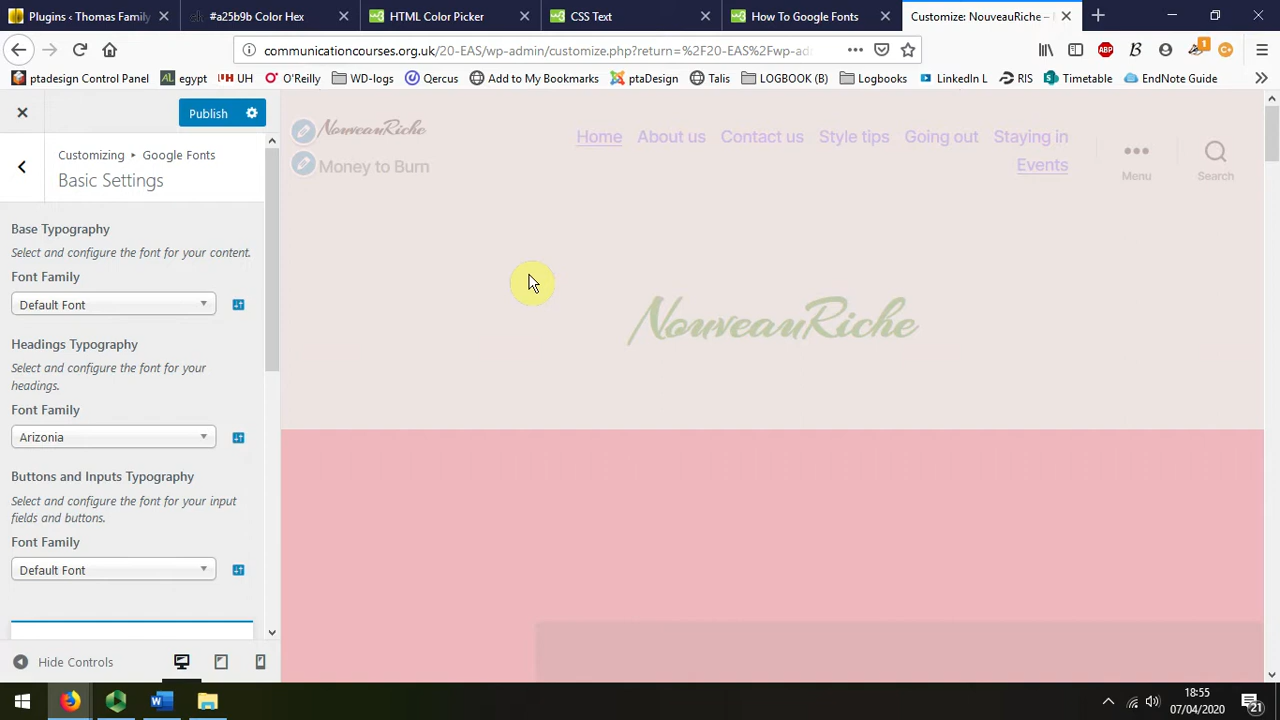 Plugins ‹ Thomas Family
#a25b9b Color Hex
HTML Color Picker
CSS Text
How To Google Fonts
Customize: NouveauRiche –
communicationcourses.org.uk/20-EAS/wp-admin/customize.php?return=%2F20-EAS%2Fwp-ad
ABP
1
ptadesign Control Panel
AL egypt
UH
O'Reilly
WD-logs
Qercus
Add to My Bookmarks
ptaDesign
Talis
LOGBOOK (B)
Logbooks
LinkedIn L
RIS
Timetable
EndNote Search
Publish
Customizing ▸ Google Fonts
Basic Settings
Base Typography
Select and configure the font for your content.
Font Family
Default Font
Headings Typography
Select and configure the font for your
headings.
Font Family
Arizonia
Buttons and Inputs Typography
Select and configure the font for your input
fields and buttons.
Font Family
Default Font
Hide Controls
NouveauRiche
Money to Burn
Home About us Contact us Style tips Going out Staying in
Events
Menu
Search
NouveauRiche
18:55
07/04/2020
21